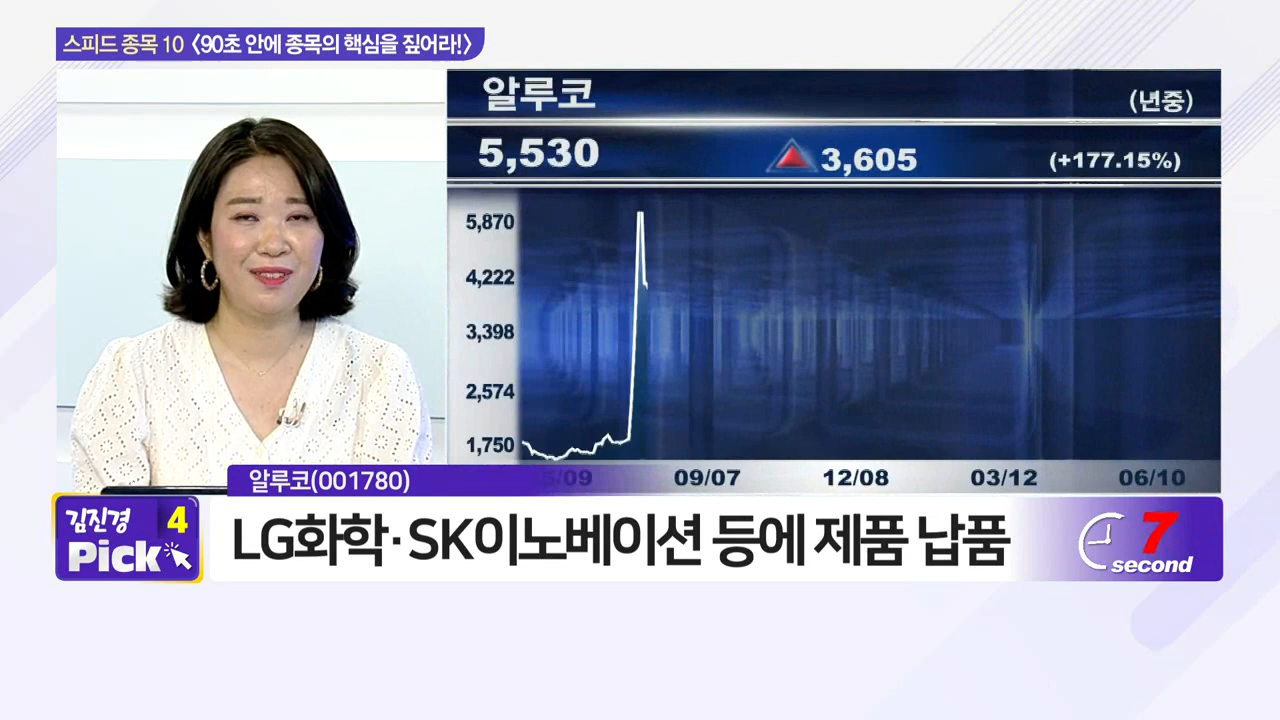 스피드 종목 10 <90초 안에 종목의 핵심을 짚어라!>
알루코
(년중)
5,530
▲ 3,605
(+177.15%)
5,870
4,222
3,398
2,574
1,750
5/09
09/07
12/08
03/12
06/10
알루코(001780)
김진경 4
Pick
LG화학·SK이노베이션 등에 제품 납품
7
second